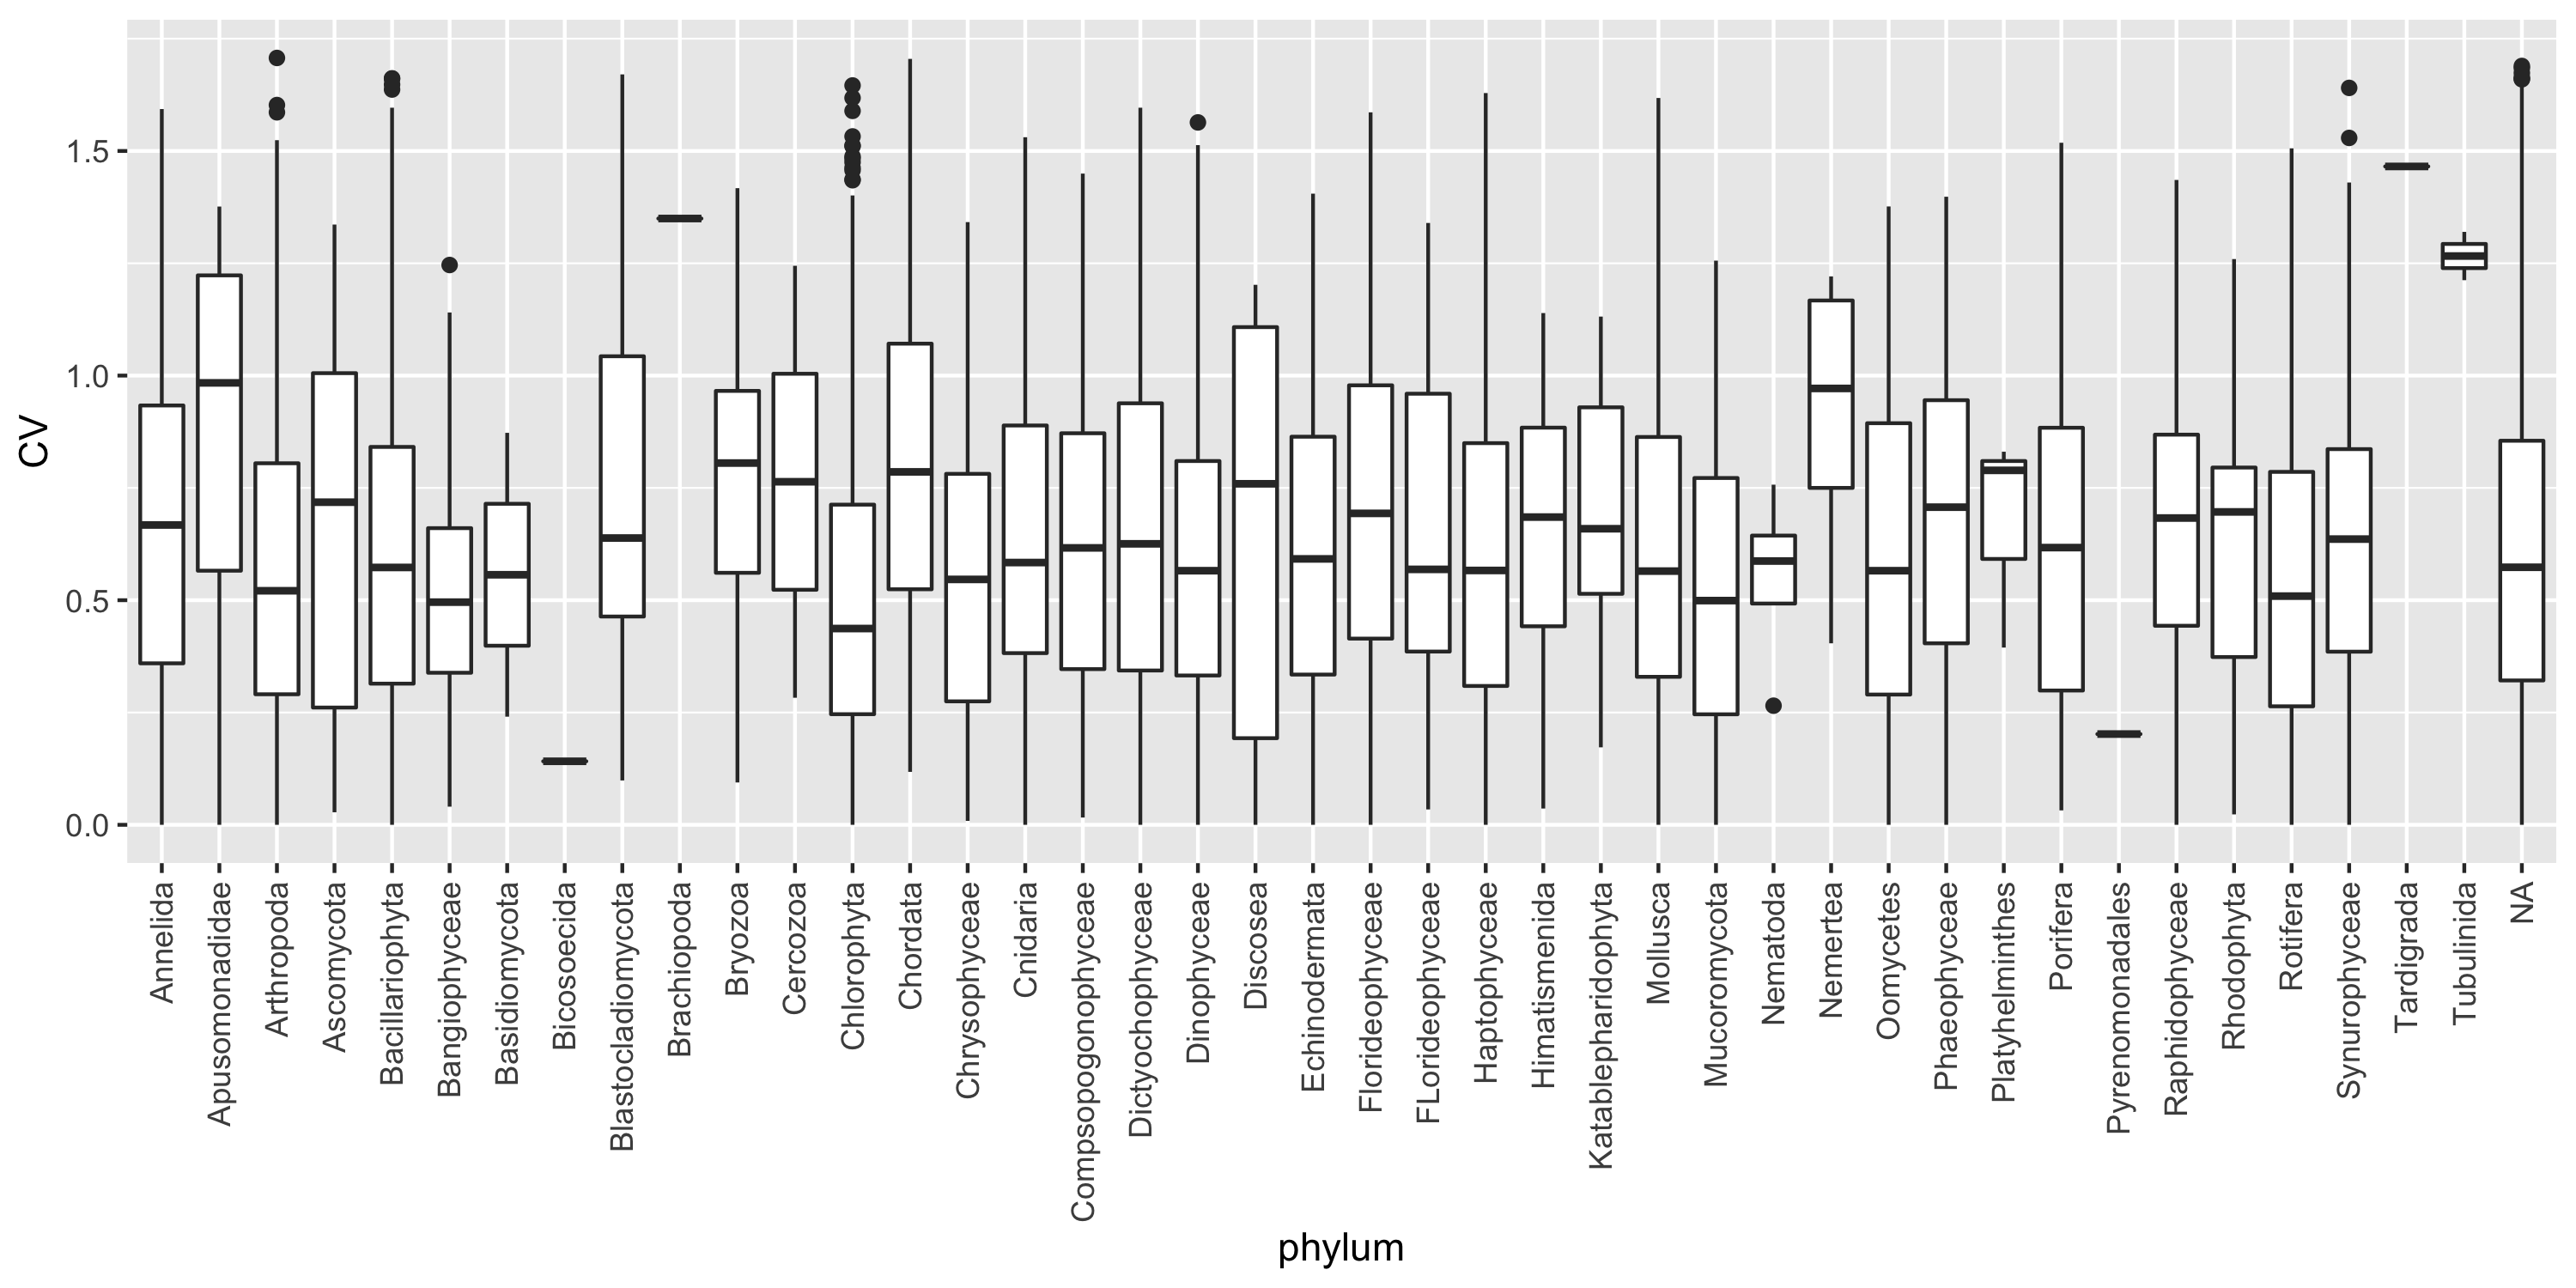 CV
1.5
1.0
0.5
0.0
Annelida
Apusomonadidae
Arthropoda
Ascomycota
Bacillariophyta
Bangiophyceae
Basidiomycota
Bicosoecida
Blastocladiomycota
Brachiopoda
Bryozoa
Cercozoa
Chlorophyta
Chordata
Chrysophyceae
Cnidaria
Compsopogonophyceae
Dictyochophyceae
Dinophyceae
Discosea
Echinodermata
Florideophyceae
FLorideophyceae
Haptophyceae
Himatismenida
Katablepharidophyta
Mollusca
Mucoromycota
Nematoda
Nemertea
Oomycetes
Phaeophyceae
Platyhelminthes
Porifera
Pyrenomonadales
Raphidophyceae
Rhodophyta
Rotifera
Synurophyceae
Tardigrada
Tubulinida
NA
phylum